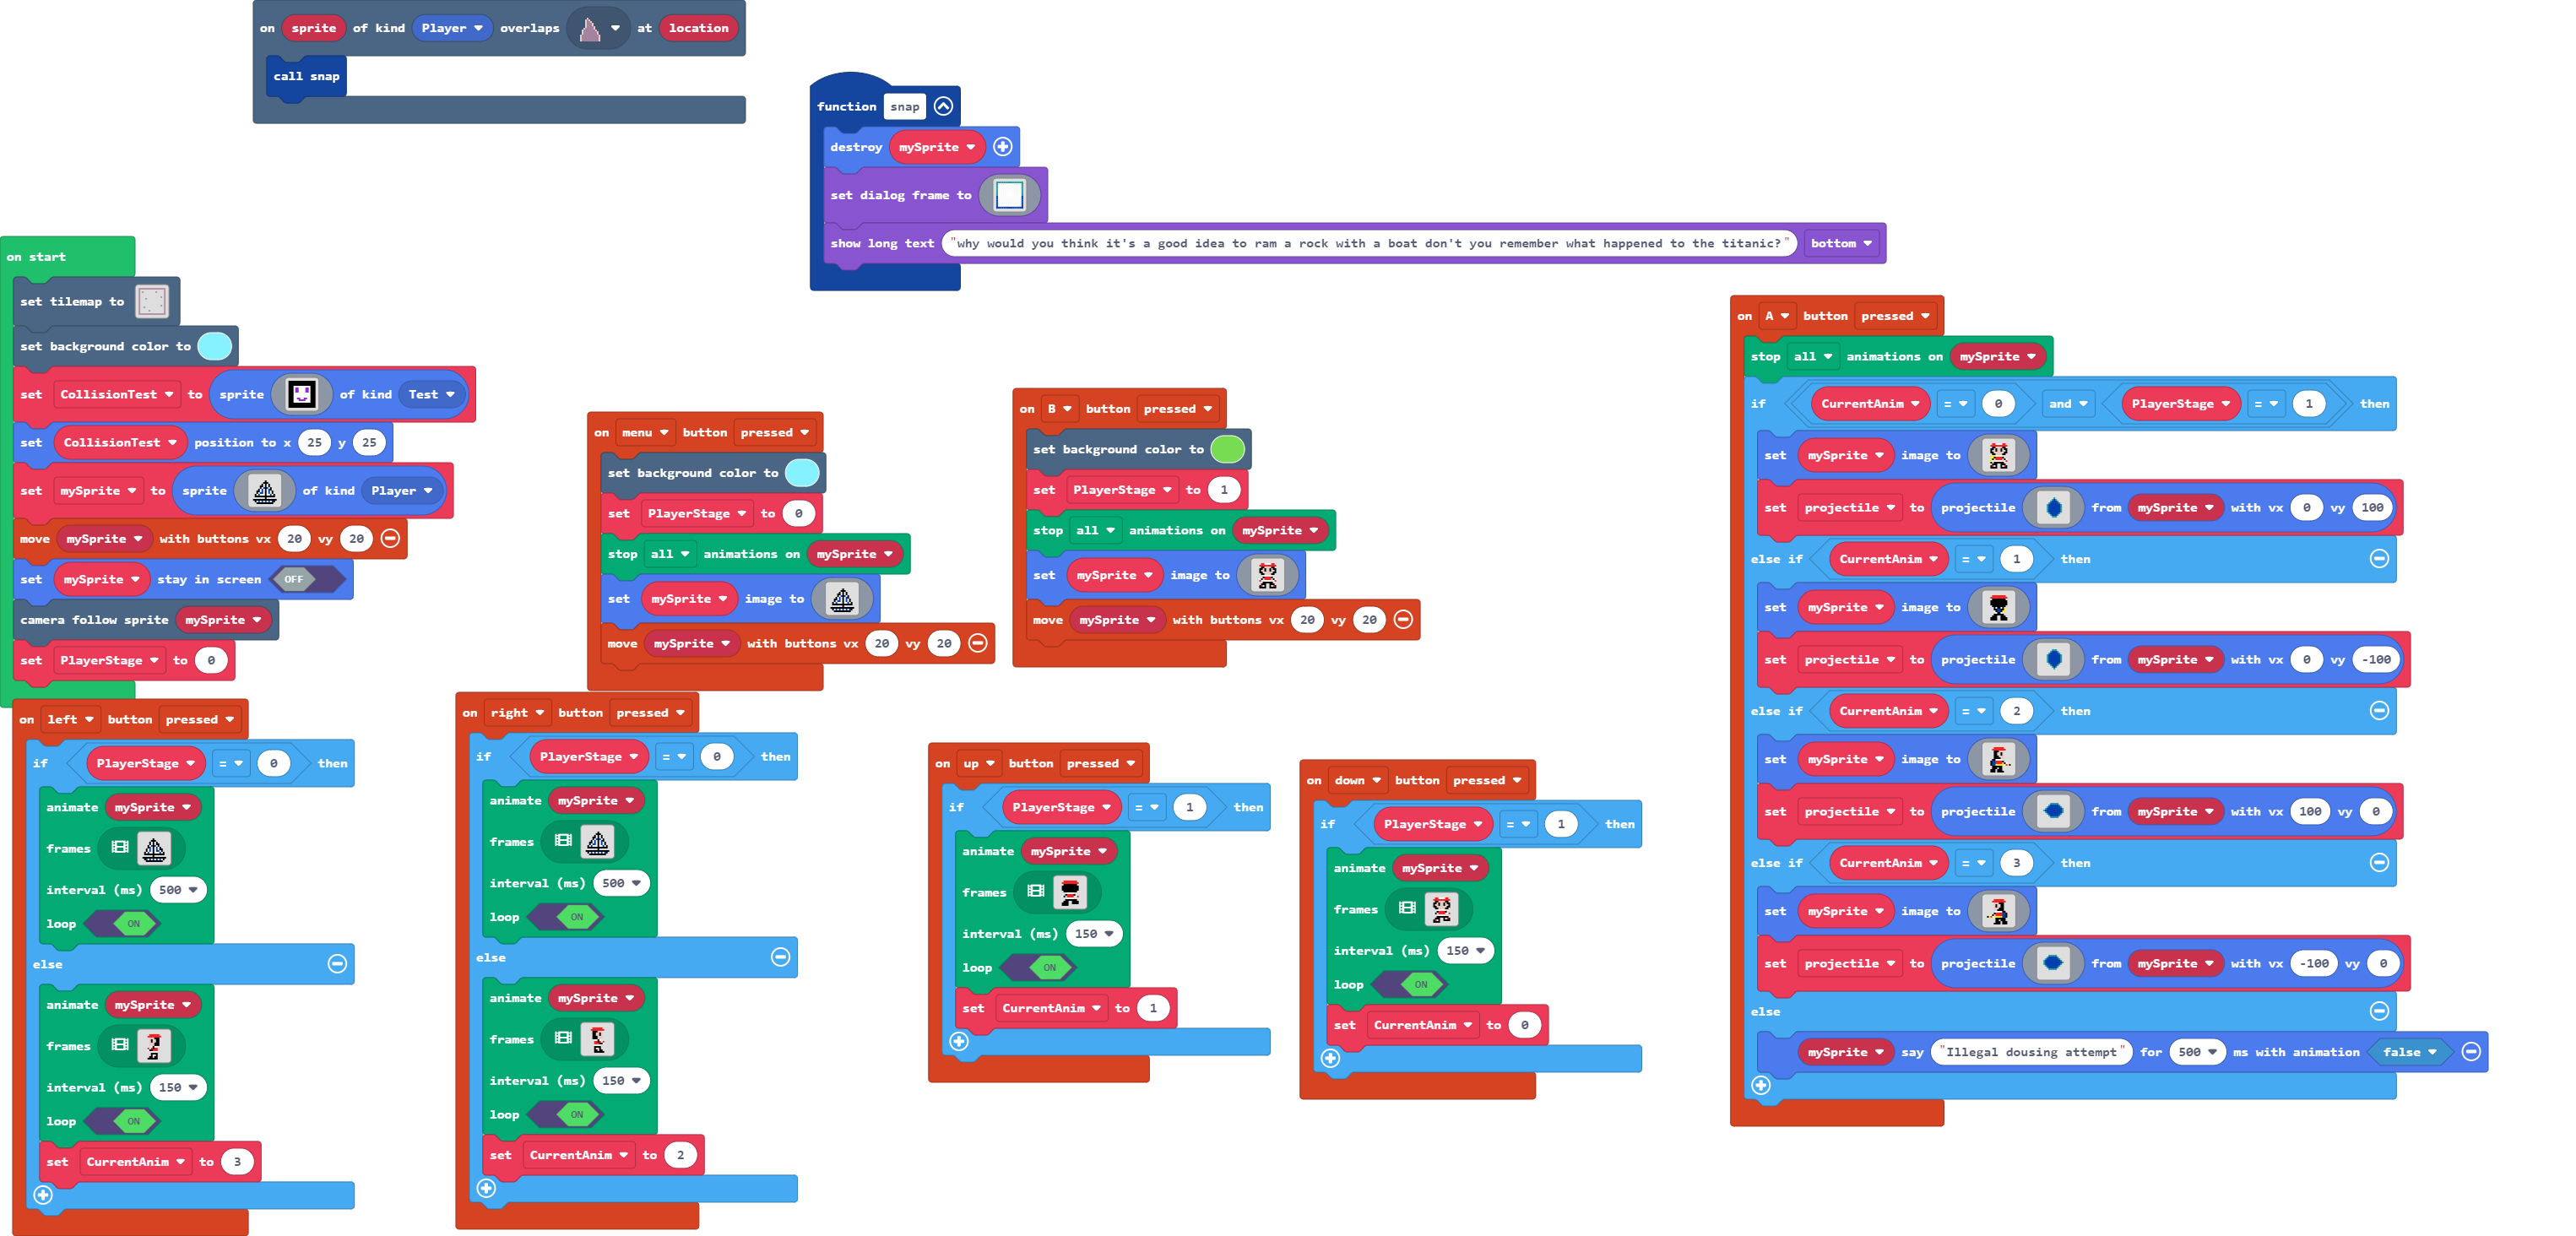 on sprite of kind Player overlaps at location
call snap
function snap
destroy mySprite
set dialog frame to
show long text "why would you think it's a good idea to ram a rock with a boat don't you remember what happened to the titanic?" bottom
on start
set tilemap to
set background color to
set CollisionTest to sprite of kind Test
set CollisionTest position to x 25 y 25
set mySprite to sprite of kind Player
move mySprite with buttons vx 20 vy 20
set mySprite stay in screen OFF
camera follow sprite mySprite
set PlayerStage to 0
on menu button pressed
set background color to
set PlayerStage to 0
stop all animations on mySprite
set mySprite image to
move mySprite with buttons vx 20 vy 20
on B button pressed
set background color to
set PlayerStage to 1
stop all animations on mySprite
set mySprite image to
move mySprite with buttons vx 20 vy 20
on A button pressed
stop all animations on mySprite
if CurrentAnim = 0 and PlayerStage = 1 then
set mySprite image to
set projectile to projectile from mySprite with vx 0 vy 100
else if CurrentAnim = 1 then
set mySprite image to
set projectile to projectile from mySprite with vx 0 vy -100
else if CurrentAnim = 2 then
set mySprite image to
set projectile to projectile from mySprite with vx 100 vy 0
else if CurrentAnim = 3 then
set mySprite image to
set projectile to projectile from mySprite with vx -100 vy 0
else
mySprite say "Illegal dousing attempt" for 500 ms with animation false
on left button pressed
if PlayerStage = 0 then
animate mySprite
frames
interval (ms) 500
loop ON
else
animate mySprite
frames
interval (ms) 150
loop ON
set CurrentAnim to 3
on right button pressed
if PlayerStage = 0 then
animate mySprite
frames
interval (ms) 500
loop ON
else
animate mySprite
frames
interval (ms) 150
loop ON
set CurrentAnim to 2
on up button pressed
if PlayerStage = 1 then
animate mySprite
frames
interval (ms) 150
loop ON
set CurrentAnim to 1
on down button pressed
if PlayerStage = 1 then
animate mySprite
frames
interval (ms) 150
loop ON
set CurrentAnim to 0